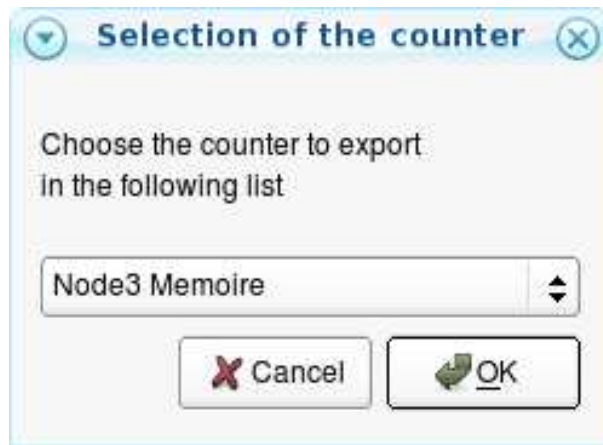 Selection of the counter
Choose the counter to export
in the following list
Node3 Memoire
Cancel
OK